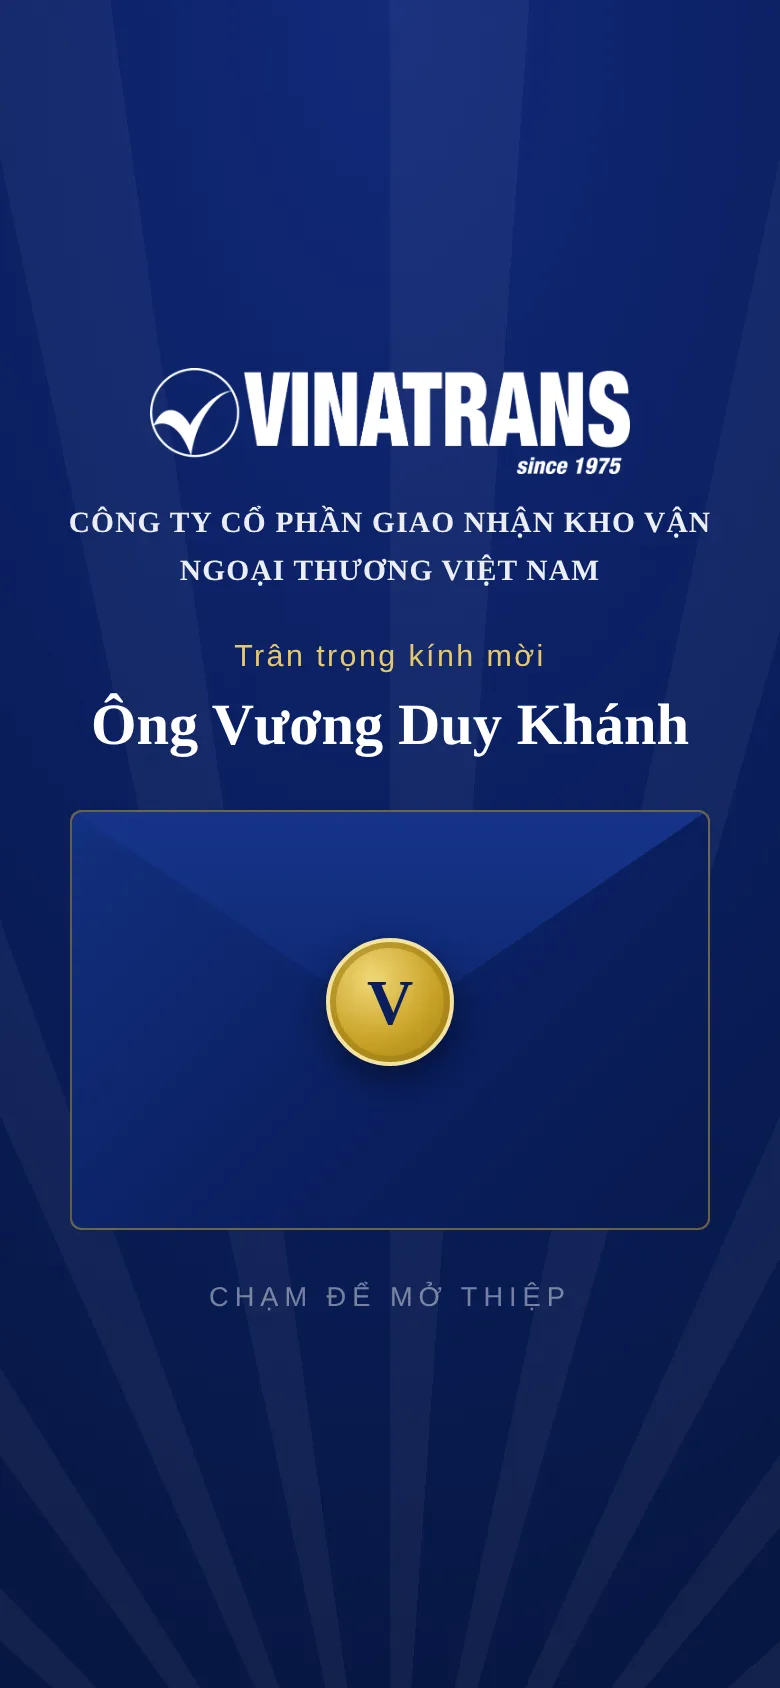 VINATRANS
since 1975
CÔNG TY CỔ PHẦN GIAO NHẬN KHO VẬN
NGOẠI THƯƠNG VIỆT NAM
Trân trọng kính mời
Ông Vương Duy Khánh
V
CHẠM ĐỂ MỞ THIỆP